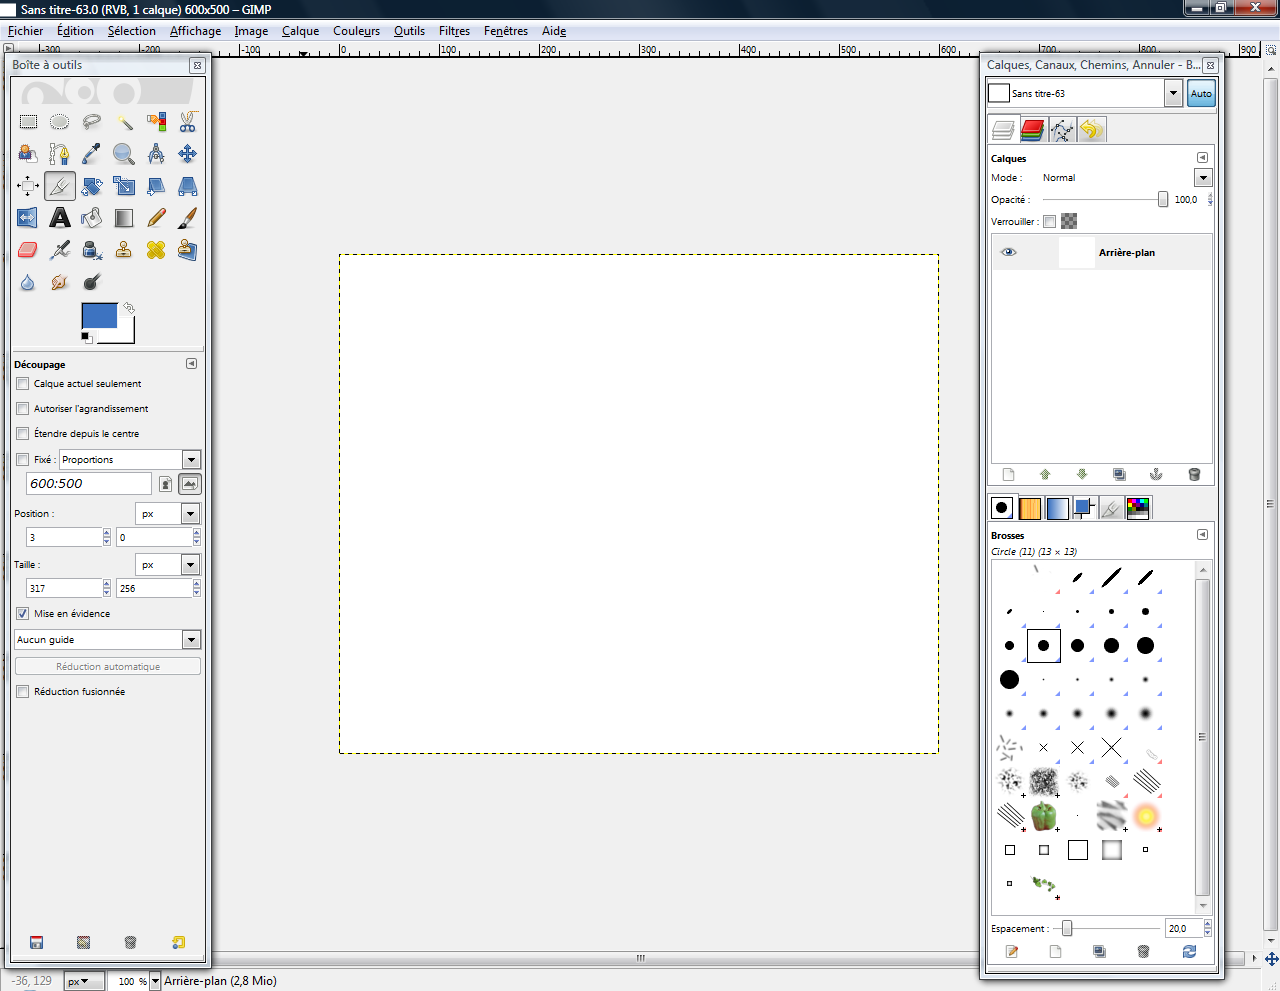 Sans titre-63.0 (RVB, 1 calque) 600x500 – GIMP
Fichier Édition Sélection Affichage Image Calque Couleurs Outils Filtres Fenêtres Aide
-300 -200 -100 0 100 200 300 400 500 600 700 800 900
Boîte à outils
Découpage
Calque actuel seulement
Autoriser l'agrandissement
Étendre depuis le centre
Fixé : Proportions
600:500
Position : px
3 0
Taille : px
317 256
Mise en évidence
Aucun guide
Réduction automatique
Réduction fusionnée
Calques, Canaux, Chemins, Annuler - B...
Sans titre-63 Auto
Calques
Mode : Normal
Opacité : 100,0
Verrouiller :
Arrière-plan
Brosses
Circle (11) (13 × 13)
Espacement : 20,0
-36, 129 px 100 % Arrière-plan (2,8 Mio)